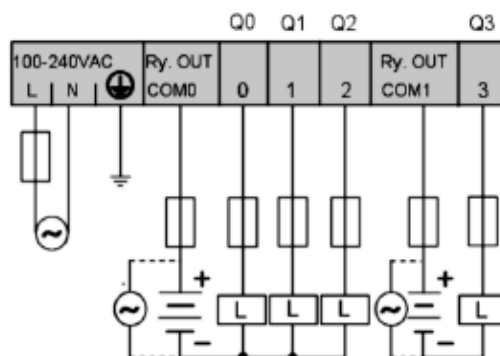 Q0 Q1 Q2 Q3
100-240VAC Ry. OUT Ry. OUT
L N COM0 0 1 2 COM1 3
+ +
~ L L L ~ L
- -